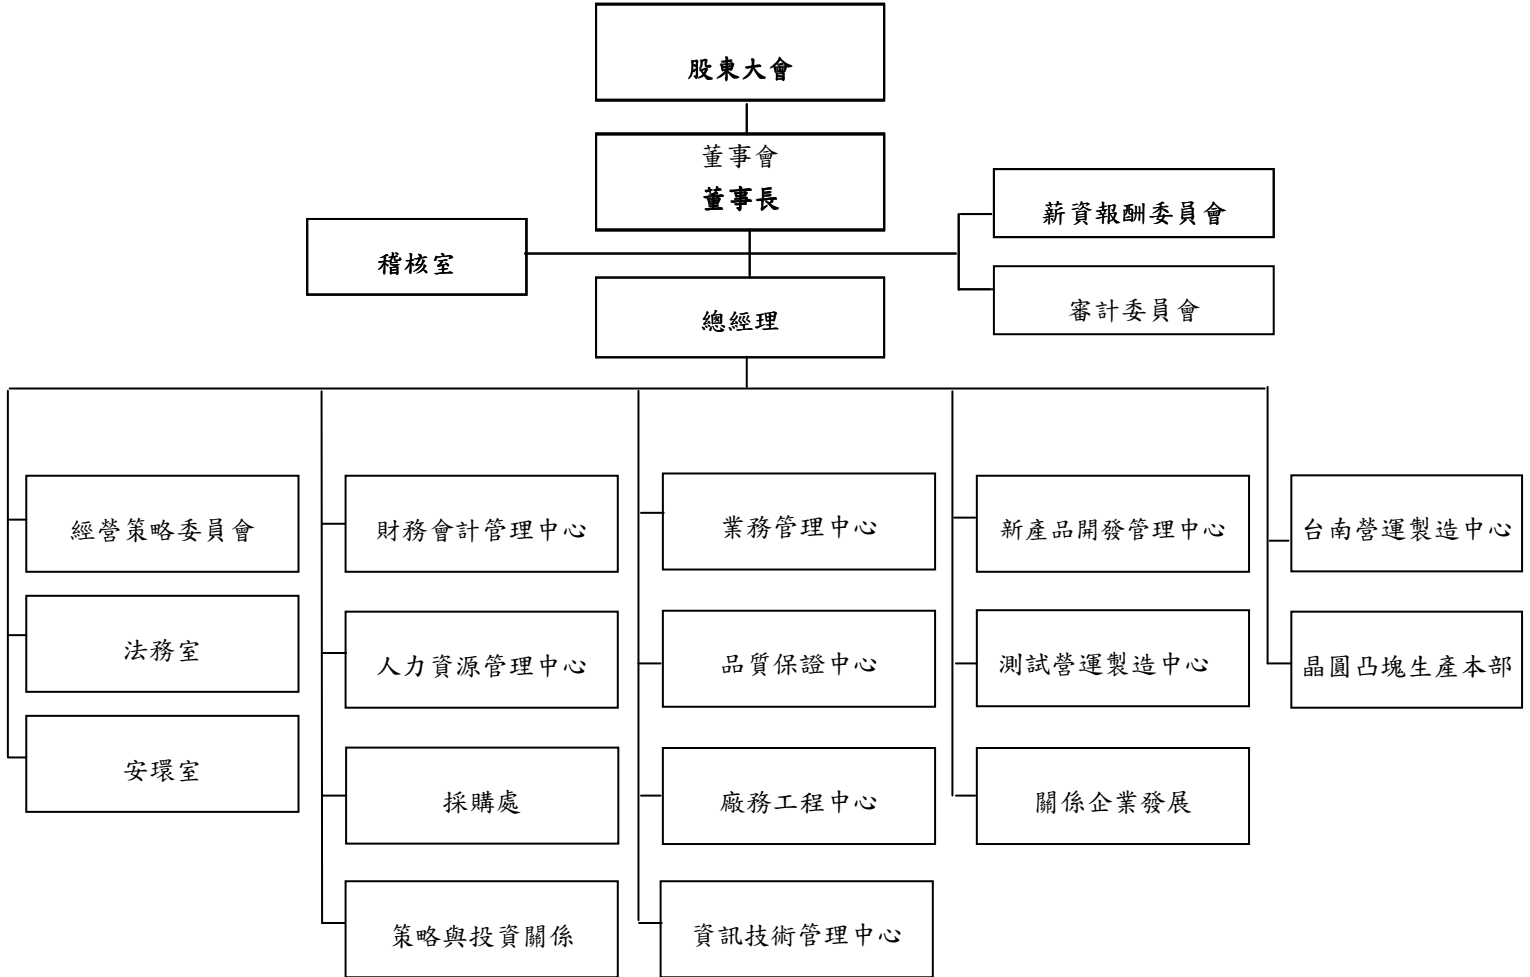 股東大會
董事會
董事長
薪資報酬委員會
稽核室
審計委員會
總經理
經營策略委員會
財務會計管理中心
業務管理中心
新產品開發管理中心
台南營運製造中心
法務室
人力資源管理中心
品質保證中心
測試營運製造中心
晶圓凸塊生產本部
安環室
採購處
廠務工程中心
關係企業發展
策略與投資關係
資訊技術管理中心